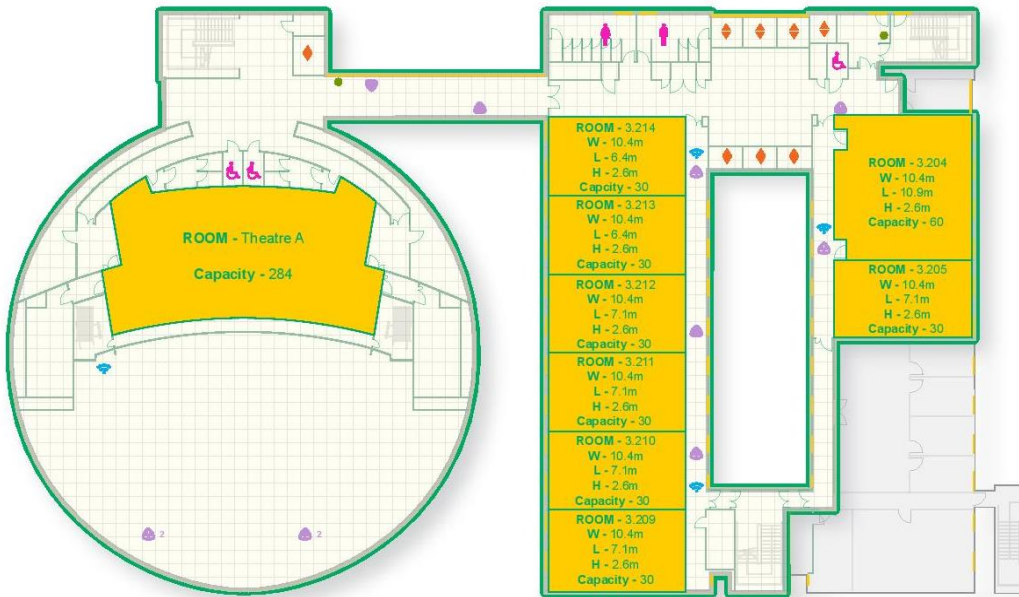 ROOM - Theatre A
Capacity - 284
2
2
ROOM - 3.214
W - 10.4m
L - 6.4m
H - 2.6m
Capcity - 30
ROOM - 3.213
W - 10.4m
L - 6.4m
H - 2.6m
Capacity - 30
ROOM - 3.212
W - 10.4m
L - 7.1m
H - 2.6m
Capacity - 30
ROOM - 3.211
W - 10.4m
L - 7.1m
H - 2.6m
Capacity - 30
ROOM - 3.210
W - 10.4m
L - 7.1m
H - 2.6m
Capacity - 30
ROOM - 3.209
W - 10.4m
L - 7.1m
H - 2.6m
Capacity - 30
ROOM - 3.204
W - 10.4m
L - 10.9m
H - 2.6m
Capacity - 60
ROOM - 3.205
W - 10.4m
L - 7.1m
H - 2.6m
Capacity - 30